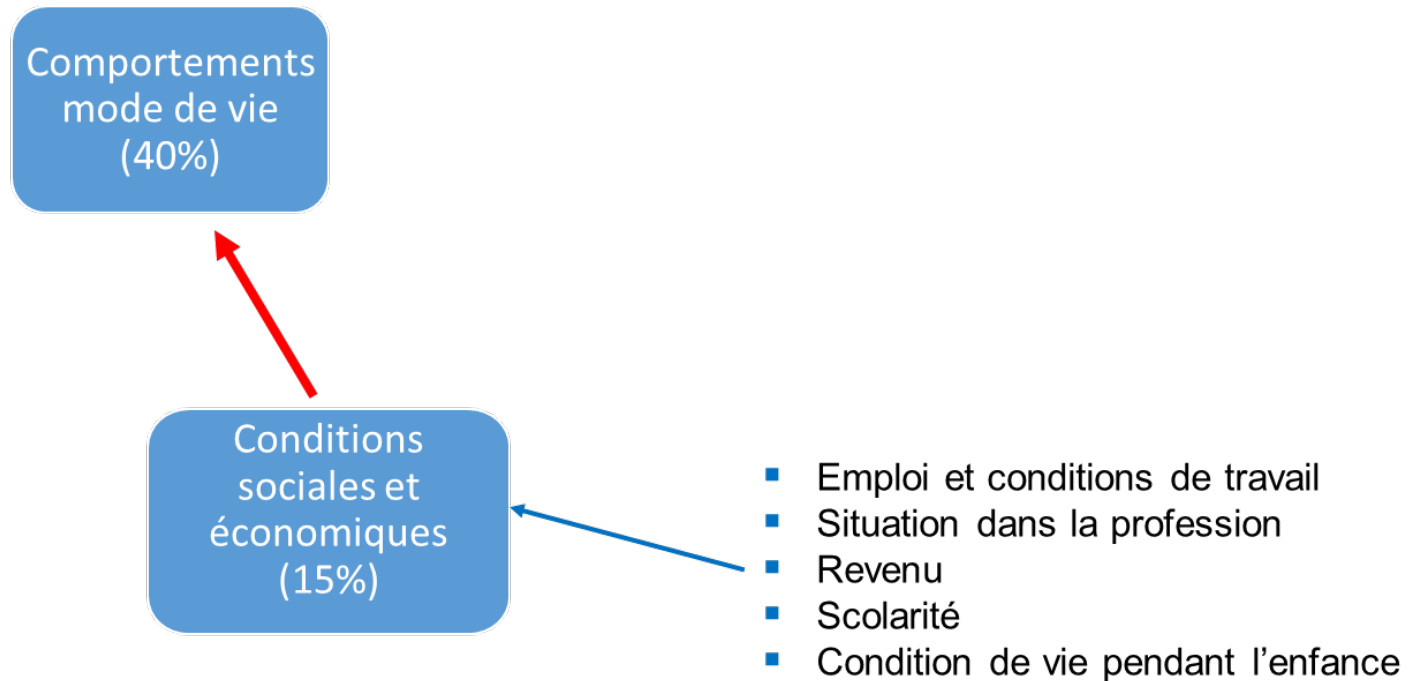 Comportements
mode de vie
(40%)
Conditions
sociales et
économiques
(15%)
Emploi et conditions de travail
Situation dans la profession
Revenu
Scolarité
Condition de vie pendant l’enfance